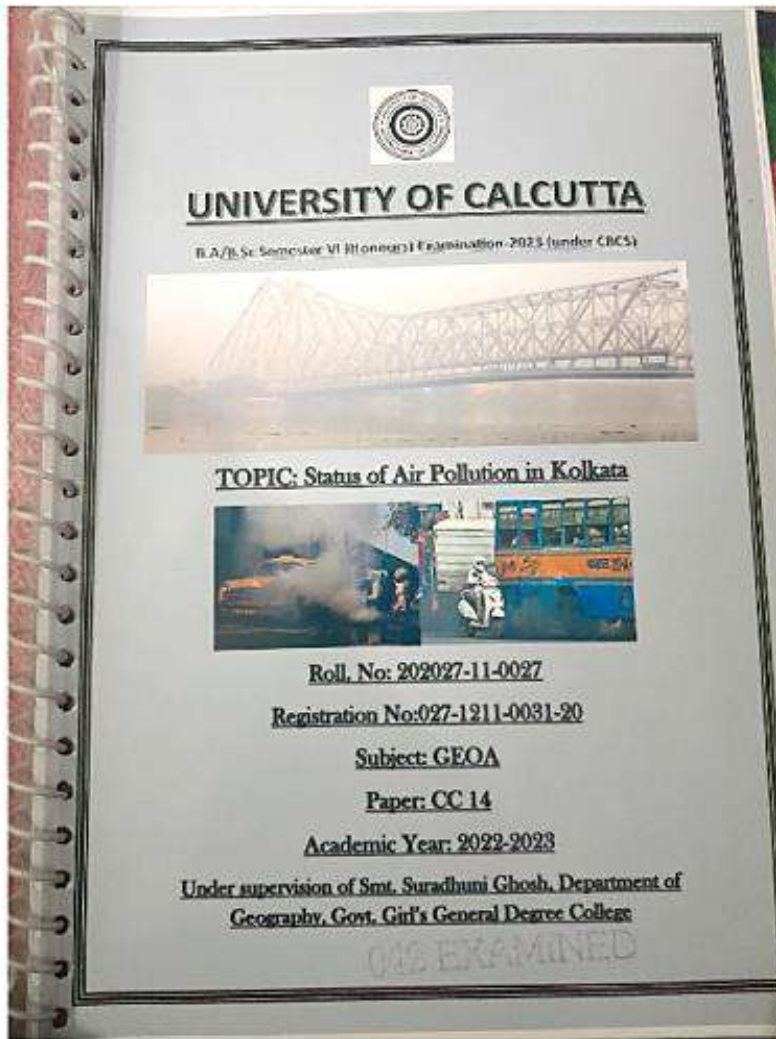 UNIVERSITY OF CALCUTTA
B.A/B.Sc Semester VI (Honours) Examination-2023 (under CBCS)
TOPIC: Status of Air Pollution in Kolkata
Roll. No: 202027-11-0027
Registration No:027-1211-0031-20
Subject: GEOA
Paper: CC 14
Academic Year: 2022-2023
Under supervision of Smt. Suradhuni Ghosh, Department of
Geography, Govt. Girl's General Degree College
042 EXAMINED